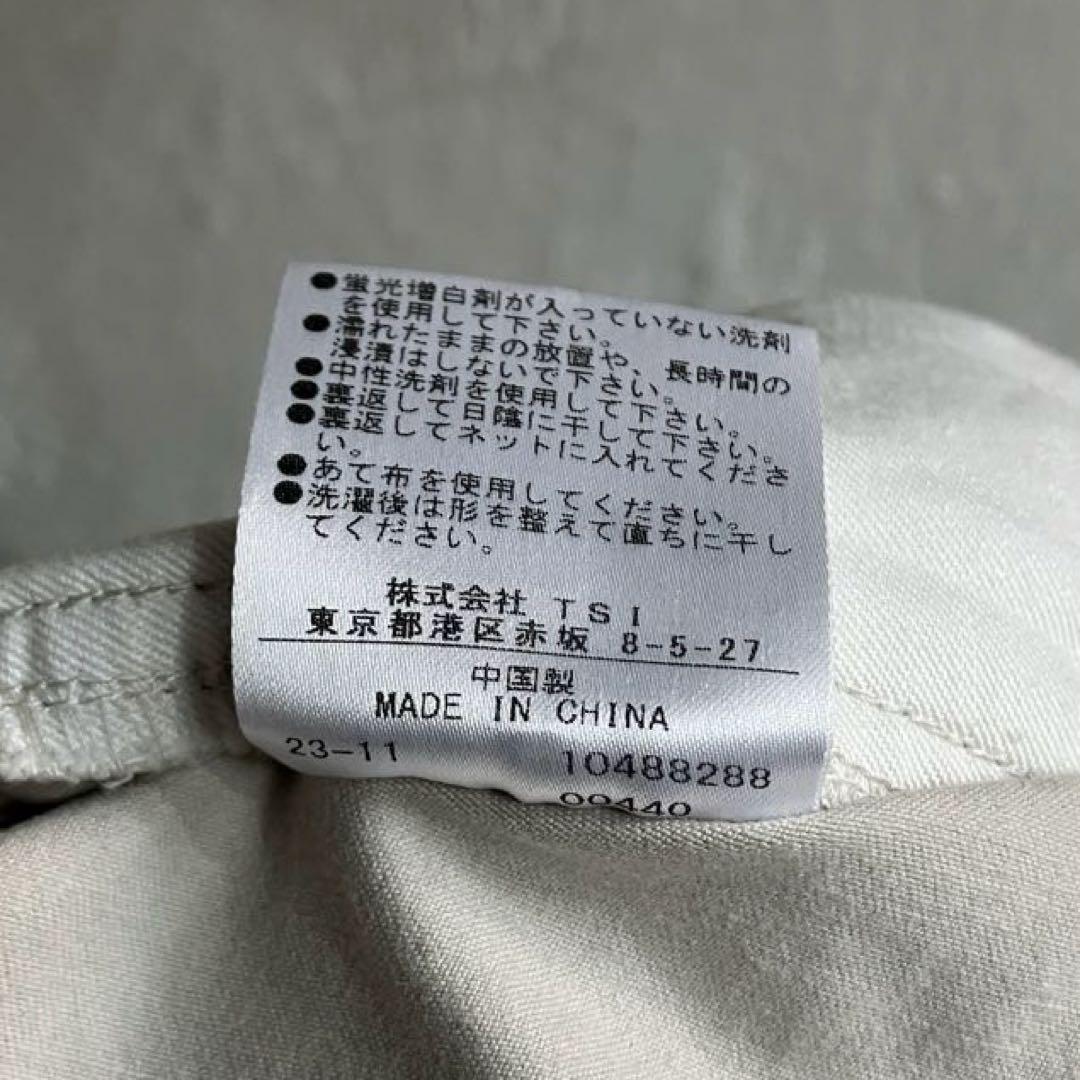 ●蛍光増白剤が入っていない洗剤
を使用して下さい。
●濡れたままの放置や、長時間の
浸漬はしないで下さい。
●中性洗剤を使用して下さい。
●裏返して日陰に干して下さい。
●裏返してネットに入れてくださ
い。
●あて布を使用してください。
●洗濯後は形を整えて直ちに干し
てください。
株式会社 TSI
東京都港区赤坂 8-5-27
中国製
MADE IN CHINA
23-11 10488288
00440